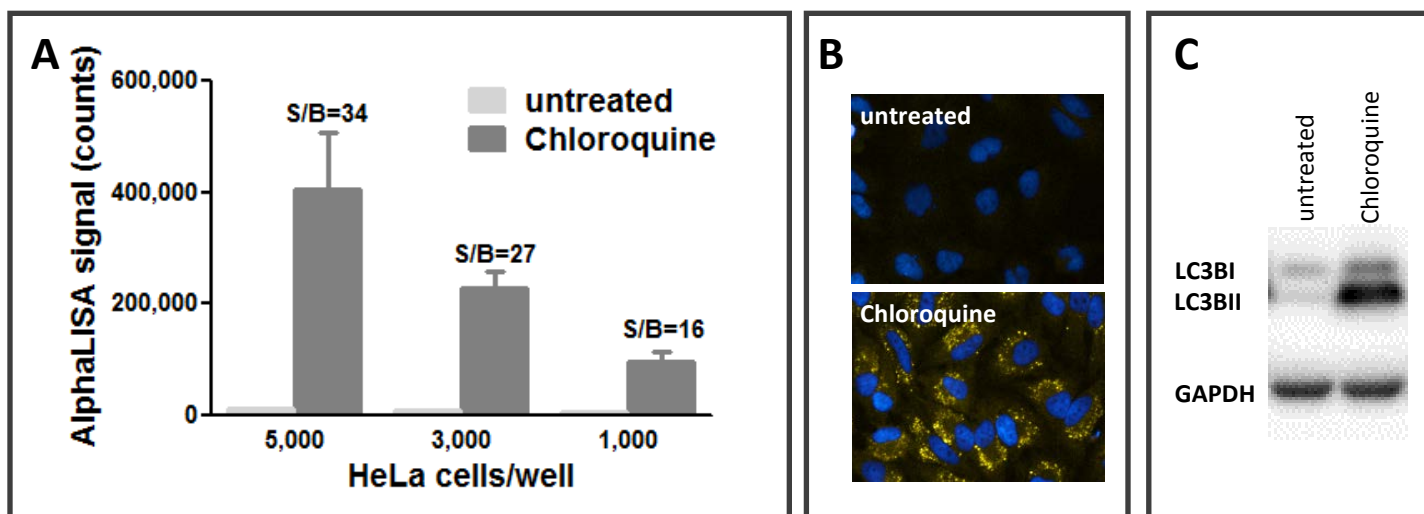 A
AlphaLISA signal (counts)
600,000
400,000
200,000
0
S/B=34
S/B=27
S/B=16
untreated
Chloroquine
5,000
3,000
1,000
HeLa cells/well
B
untreated
Chloroquine
C
untreated
Chloroquine
LC3BI
LC3BII
GAPDH